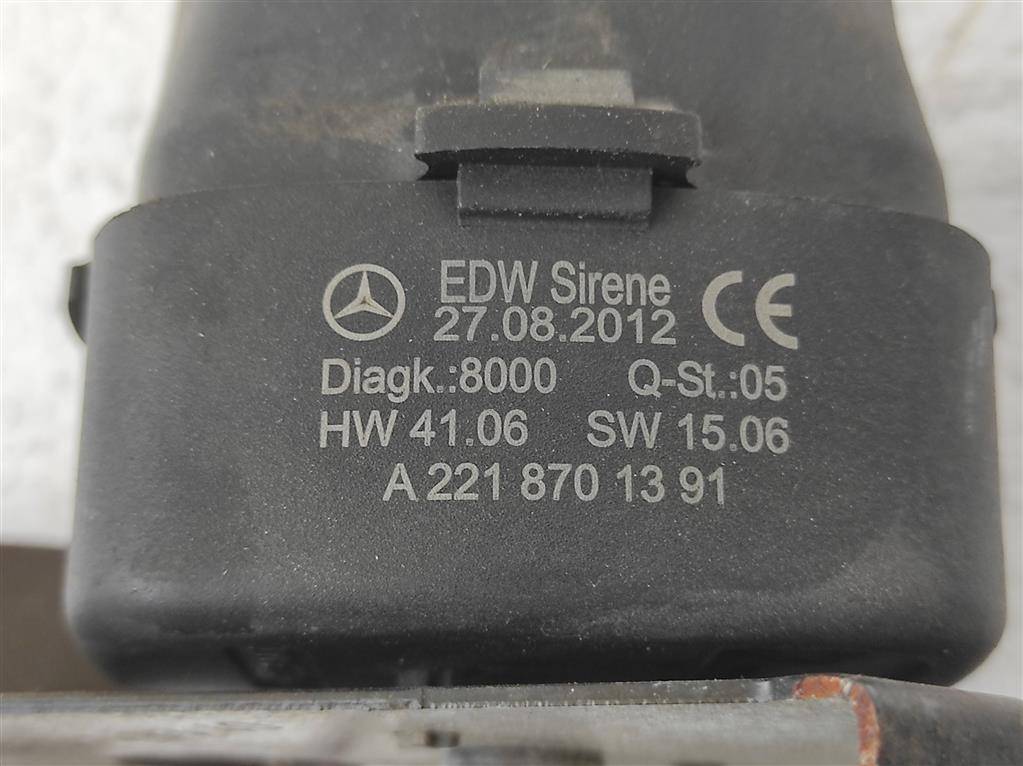 EDW Sirene CE
27.08.2012
Diagk.:8000 Q-St.:05
HW 41.06 SW 15.06
A 221 870 13 91